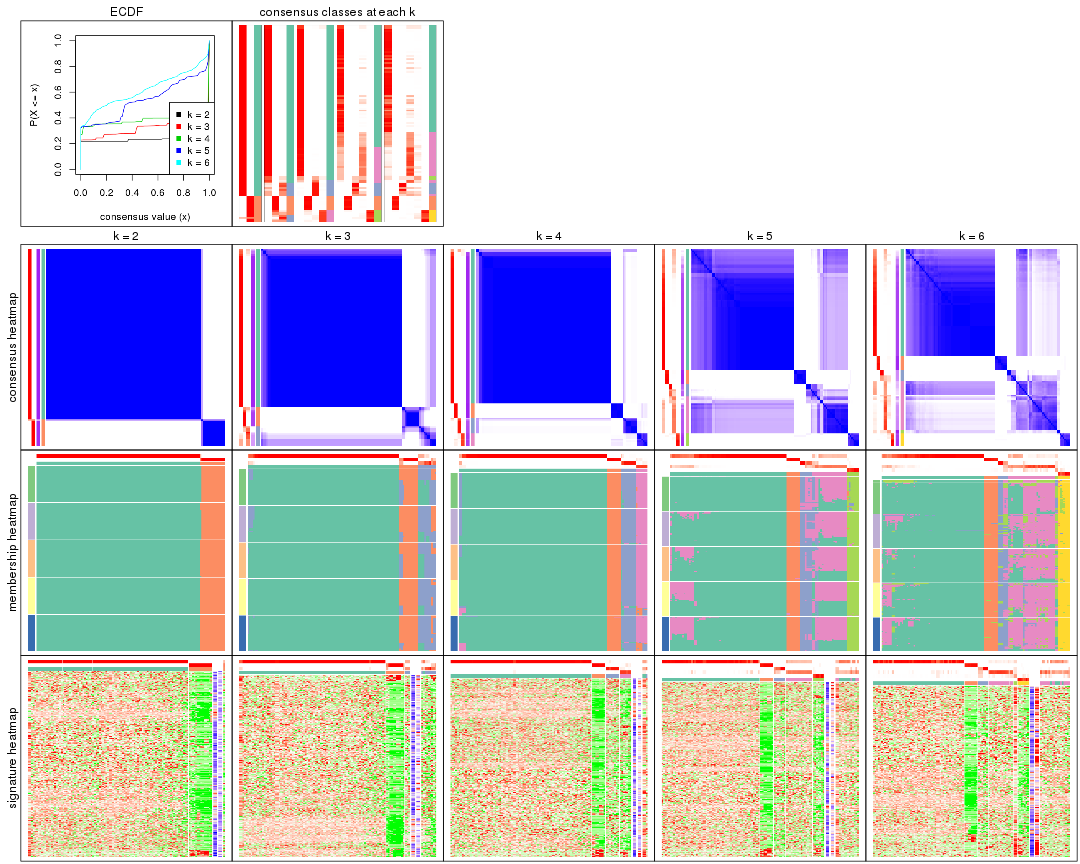 ECDF
consensus classes at each k
P(X <= x)
0.0 0.2 0.4 0.6 0.8 1.0
k = 2
k = 3
k = 4
k = 5
k = 6
0.0 0.2 0.4 0.6 0.8 1.0
consensus value (x)
k = 2
k = 3
k = 4
k = 5
k = 6
consensus heatmap
membership heatmap
signature heatmap